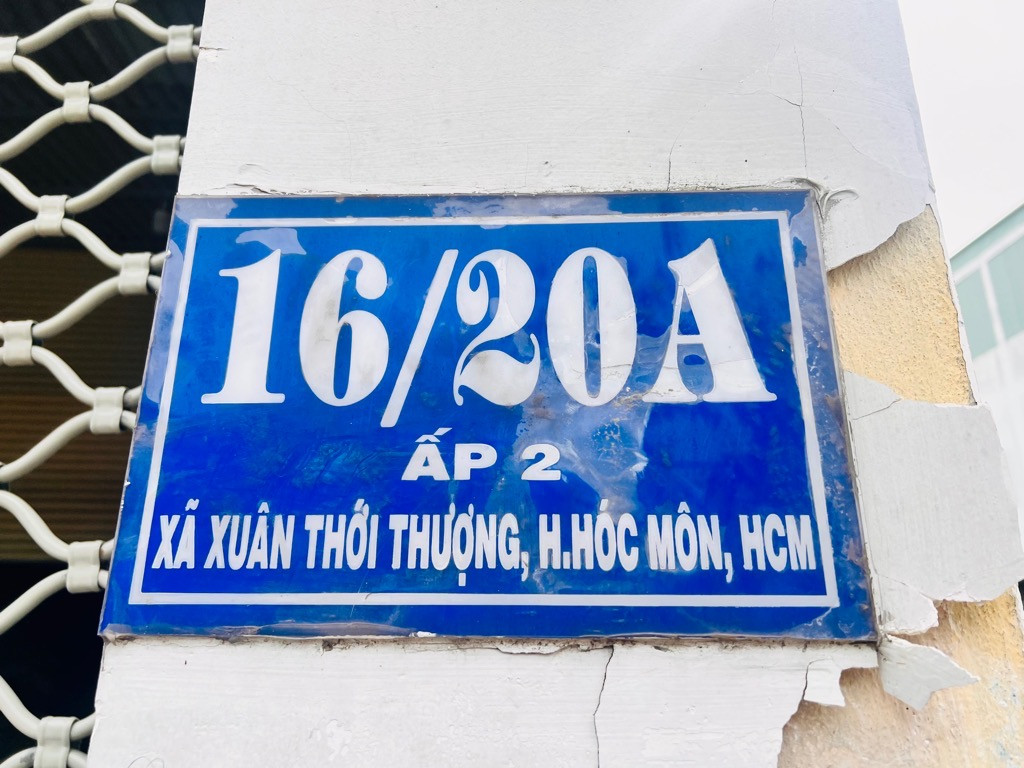 16/20A
ẤP 2
XÃ XUÂN THỚI THƯỢNG, H.HÓC MÔN, HCM